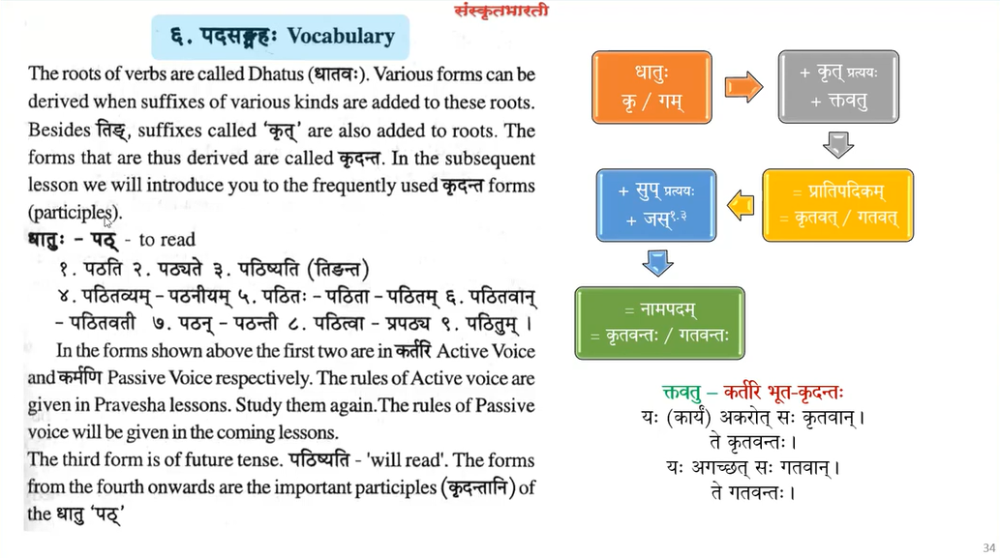 संस्कृतभारती
६. पदसङ्ग्रहः Vocabulary
The roots of verbs are called Dhatus (धातवः). Various forms can be
derived when suffixes of various kinds are added to these roots.
Besides तिङ्, suffixes called ‘कृत्’ are also added to roots. The
forms that are thus derived are called कृदन्त. In the subsequent
lesson we will introduce you to the frequently used कृदन्त forms
(participles).
धातुः - पठ् - to read
१. पठति २. पठ्यते ३. पठिष्यति (तिङन्त)
४. पठितव्यम् - पठनीयम् ५. पठितः - पठिता - पठितम् ६. पठितवान्
- पठितवती ७. पठन् - पठन्ती ८. पठित्वा - प्रपठ्य ९. पठितुम् ।
In the forms shown above the first two are in कर्तरि Active Voice
and कर्मणि Passive Voice respectively. The rules of Active voice are
given in Pravesha lessons. Study them again.The rules of Passive
voice will be given in the coming lessons.
The third form is of future tense. पठिष्यति - 'will read'. The forms
from the fourth onwards are the important participles (कृदन्तानि) of
the धातु ‘पठ्’
धातुः
कृ / गम्
+ कृत् प्रत्ययः
+ क्तवतु
= प्रातिपदिकम्
= कृतवत् / गतवत्
+ सुप् प्रत्ययः
+ जस्१.३
= नामपदम्
= कृतवन्तः / गतवन्तः
क्तवतु – कर्तरि भूत-कृदन्तः
यः (कार्यं) अकरोत् सः कृतवान् ।
ते कृतवन्तः ।
यः अगच्छत् सः गतवान् ।
ते गतवन्तः ।
34